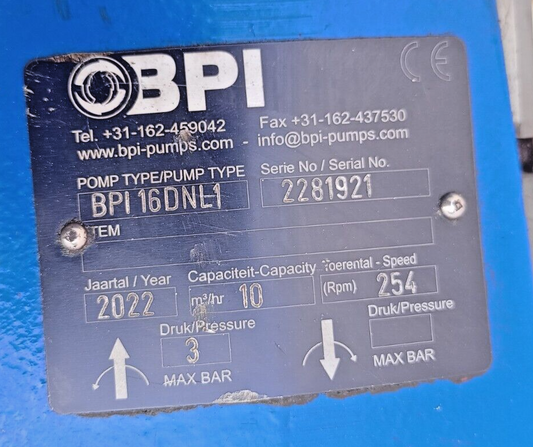 BPI
CE
Tel. +31-162-459042 Fax +31-162-437530
www.bpi-pumps.com - info@bpi-pumps.com
POMP TYPE/PUMP TYPE Serie No / Serial No.
BPI 16DNL1 2281921
ITEM
Jaartal / Year Capaciteit-Capacity Toerental - Speed
2022 m³/hr 10 (Rpm) 254
Druk/Pressure Druk/Pressure
3
MAX BAR MAX BAR